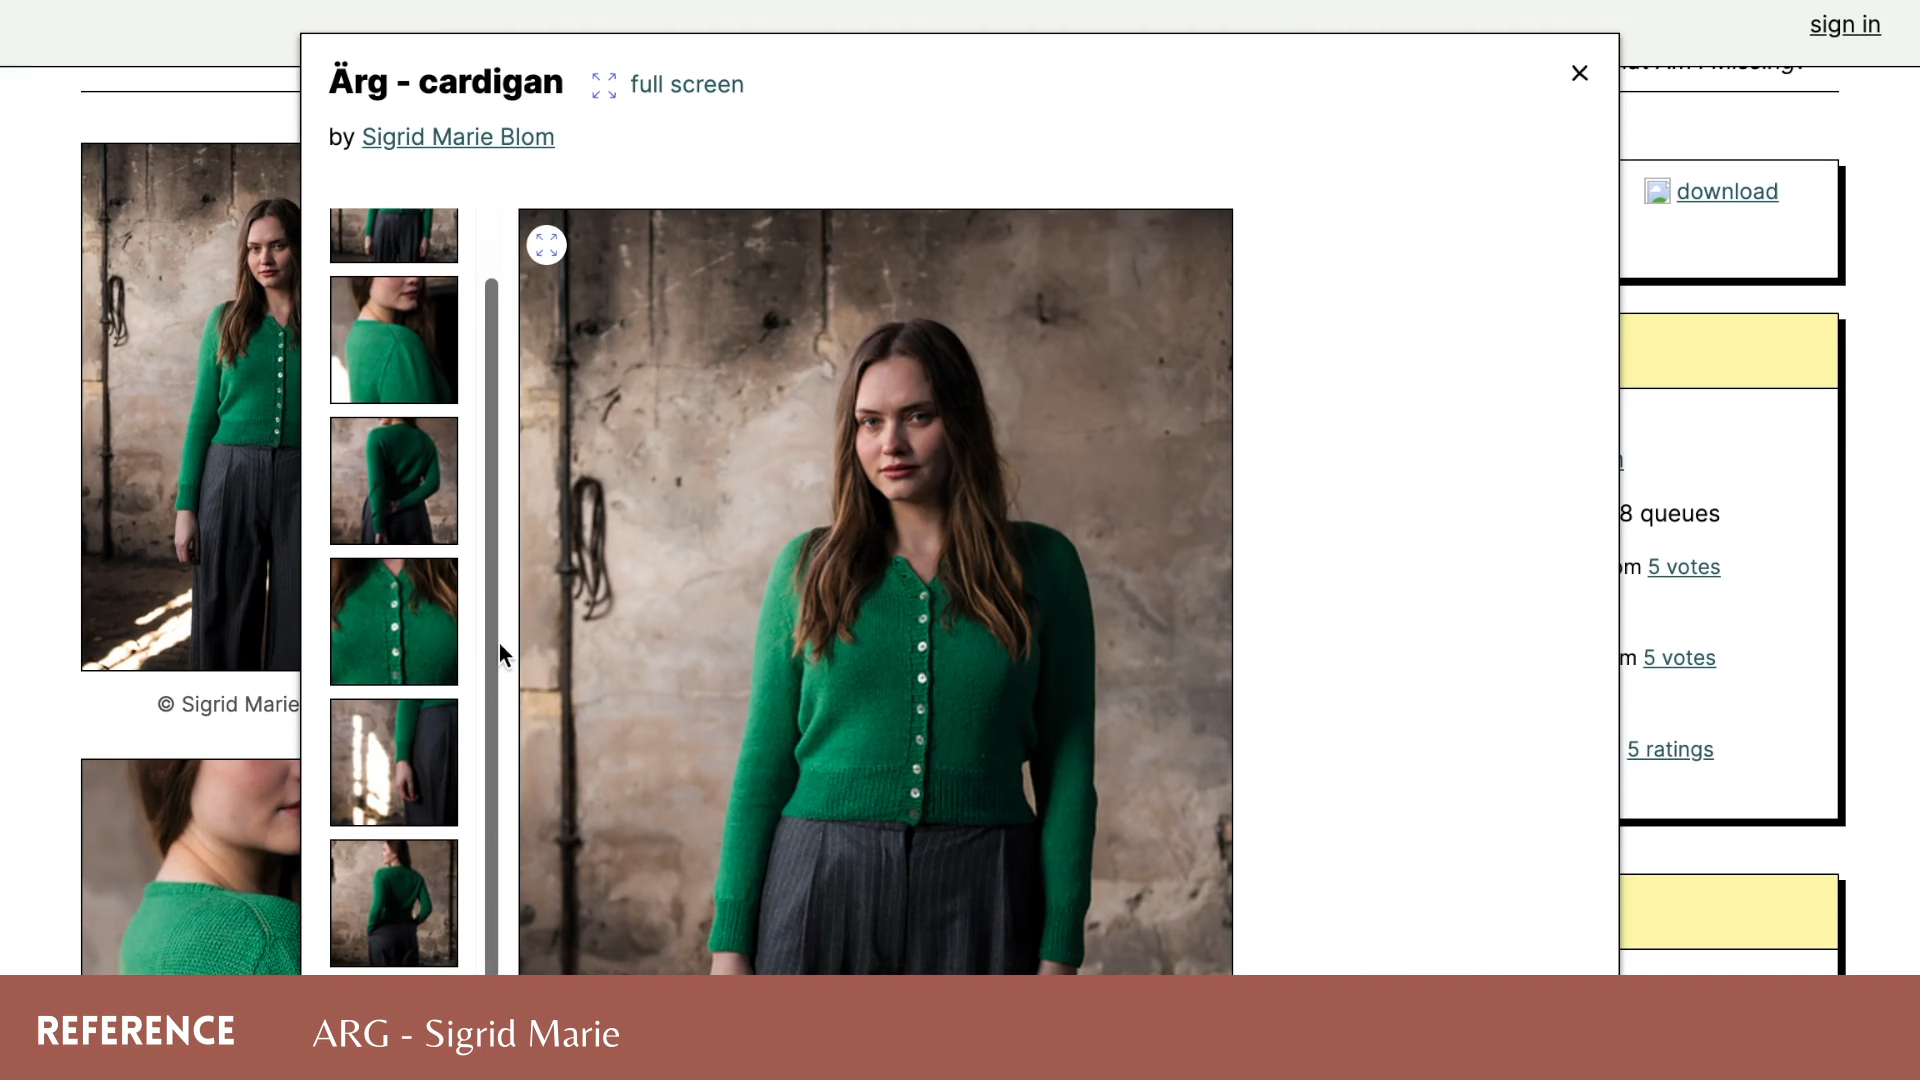 sign in
Ärg - cardigan
full screen
by Sigrid Marie Blom
download
8 queues
5 votes
m 5 votes
5 ratings
© Sigrid Marie
REFERENCE
ARG - Sigrid Marie